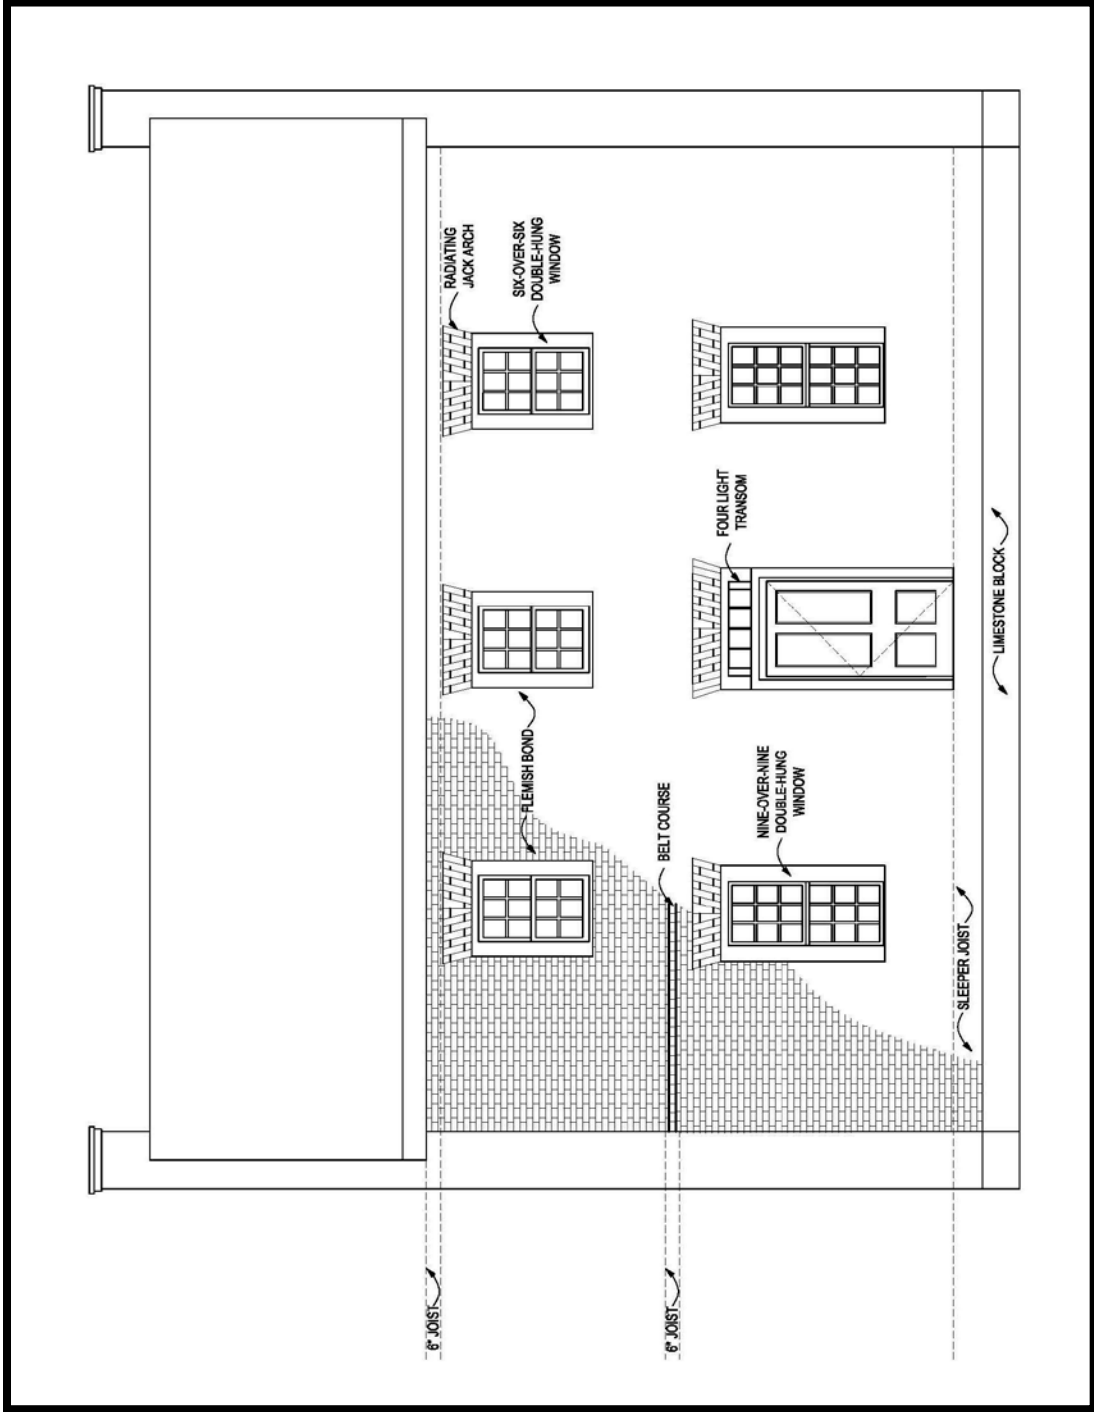 6" JOIST
6" JOIST
FLEMISH BOND
RADIATING
JACK ARCH
SIX-OVER-SIX
DOUBLE-HUNG
WINDOW
BELT COURSE
NINE-OVER-NINE
DOUBLE-HUNG
WINDOW
FOUR LIGHT
TRANSOM
SLEEPER JOIST
LIMESTONE BLOCK